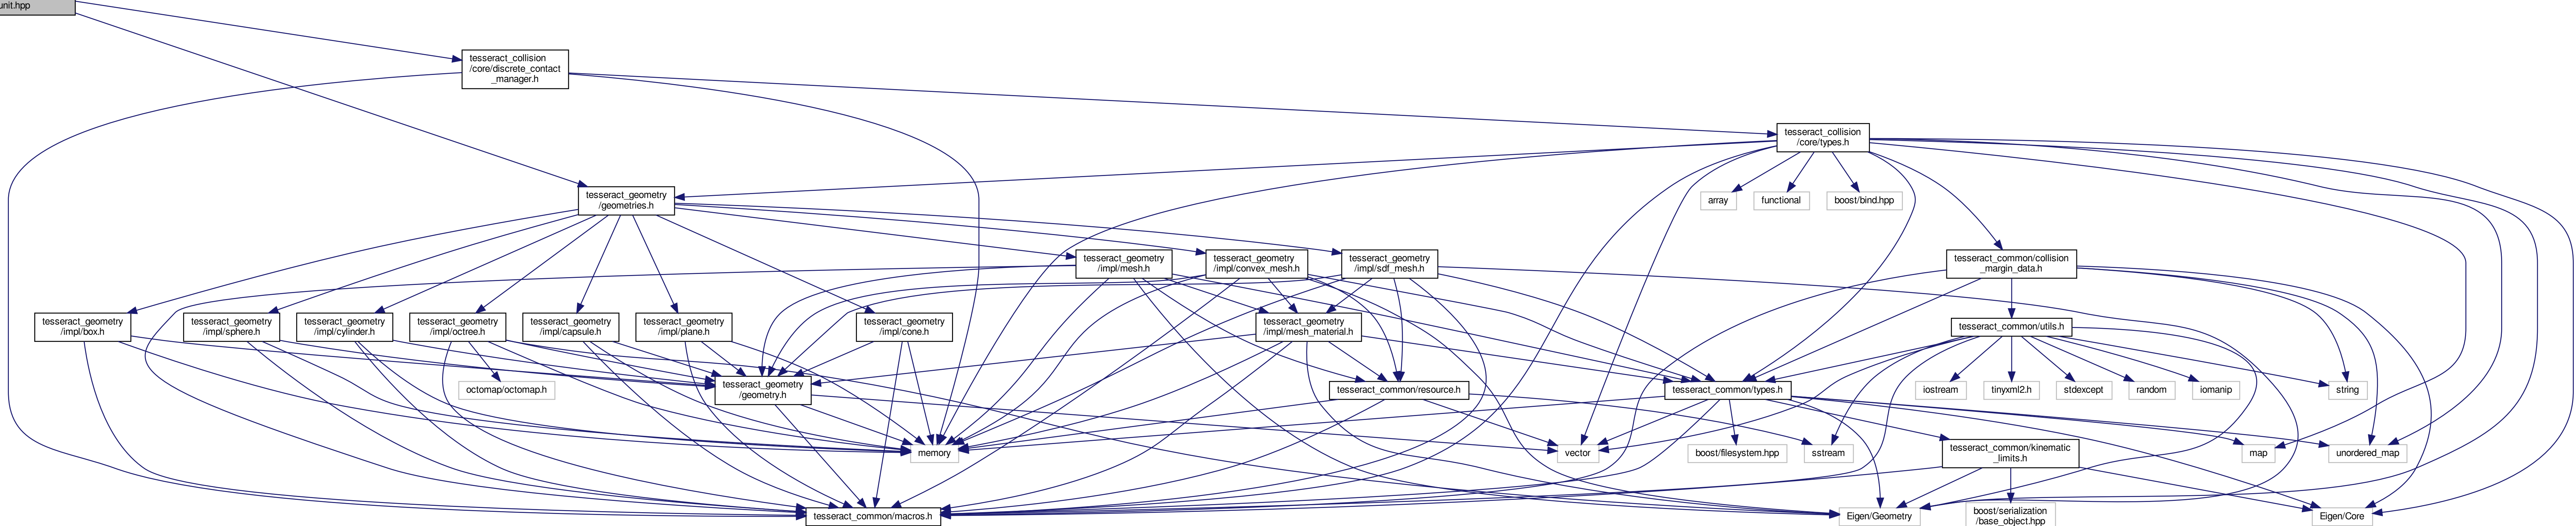 unit.hpp
tesseract_collision
/core/discrete_contact
_manager.h
tesseract_collision
/core/types.h
tesseract_geometry
/geometries.h
array
functional
boost/bind.hpp
tesseract_geometry
/impl/mesh.h
tesseract_geometry
/impl/convex_mesh.h
tesseract_geometry
/impl/sdf_mesh.h
tesseract_common/collision
_margin_data.h
tesseract_geometry
/impl/box.h
tesseract_geometry
/impl/sphere.h
tesseract_geometry
/impl/cylinder.h
tesseract_geometry
/impl/octree.h
tesseract_geometry
/impl/capsule.h
tesseract_geometry
/impl/plane.h
tesseract_geometry
/impl/cone.h
tesseract_geometry
/impl/mesh_material.h
tesseract_common/utils.h
octomap/octomap.h
tesseract_geometry
/geometry.h
tesseract_common/resource.h
tesseract_common/types.h
iostream
tinyxml2.h
stdexcept
random
iomanip
string
memory
vector
boost/filesystem.hpp
sstream
tesseract_common/kinematic
_limits.h
map
unordered_map
tesseract_common/macros.h
Eigen/Geometry
boost/serialization
/base_object.hpp
Eigen/Core